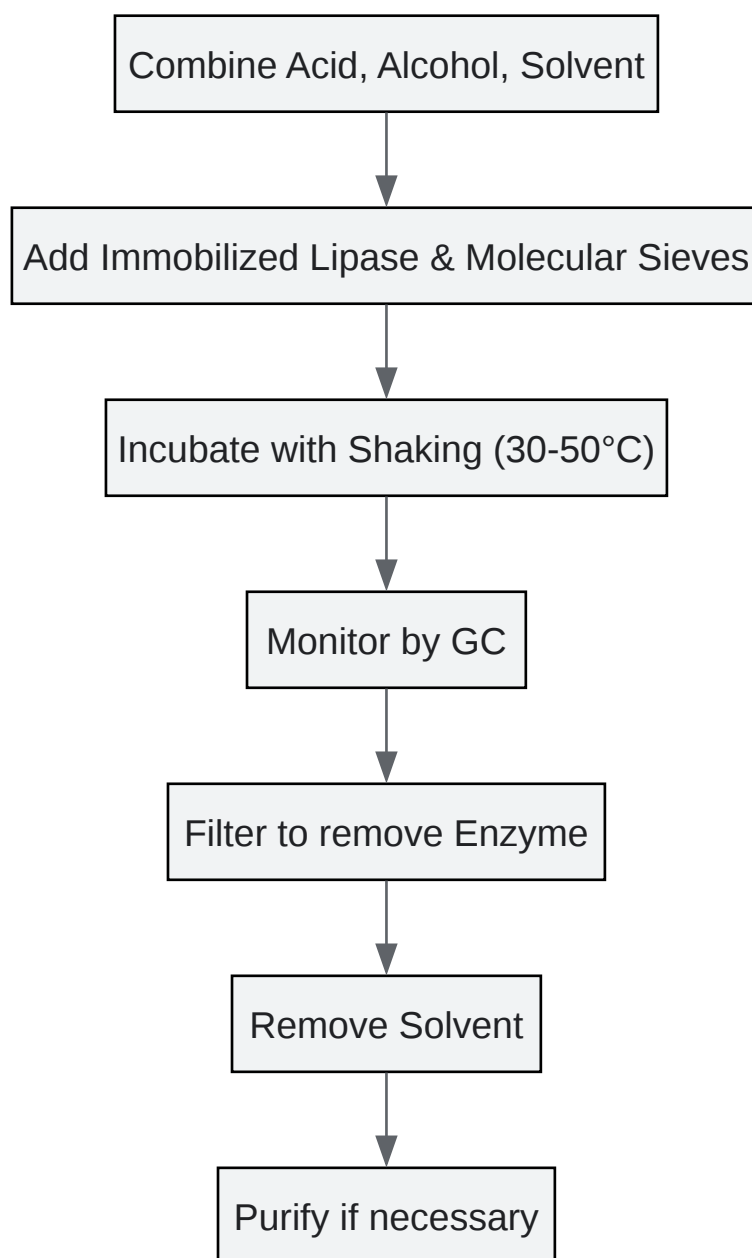 Combine Acid, Alcohol, Solvent
Add Immobilized Lipase & Molecular Sieves
Incubate with Shaking (30-50°C)
Monitor by GC
Filter to remove Enzyme
Remove Solvent
Purify if necessary